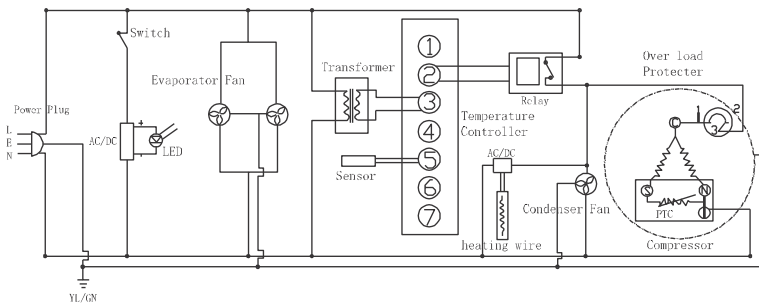 Switch
Evaporator Fan
Transformer
Over load
Protecter
Power Plug
L
E
N
AC/DC
+
-
LED
1
2
3
4
5
6
7
Relay
Temperature
Controller
Sensor
AC/DC
heating wire
Condenser Fan
C
1
2
3
S
N
PTC
Compressor
YL/GN